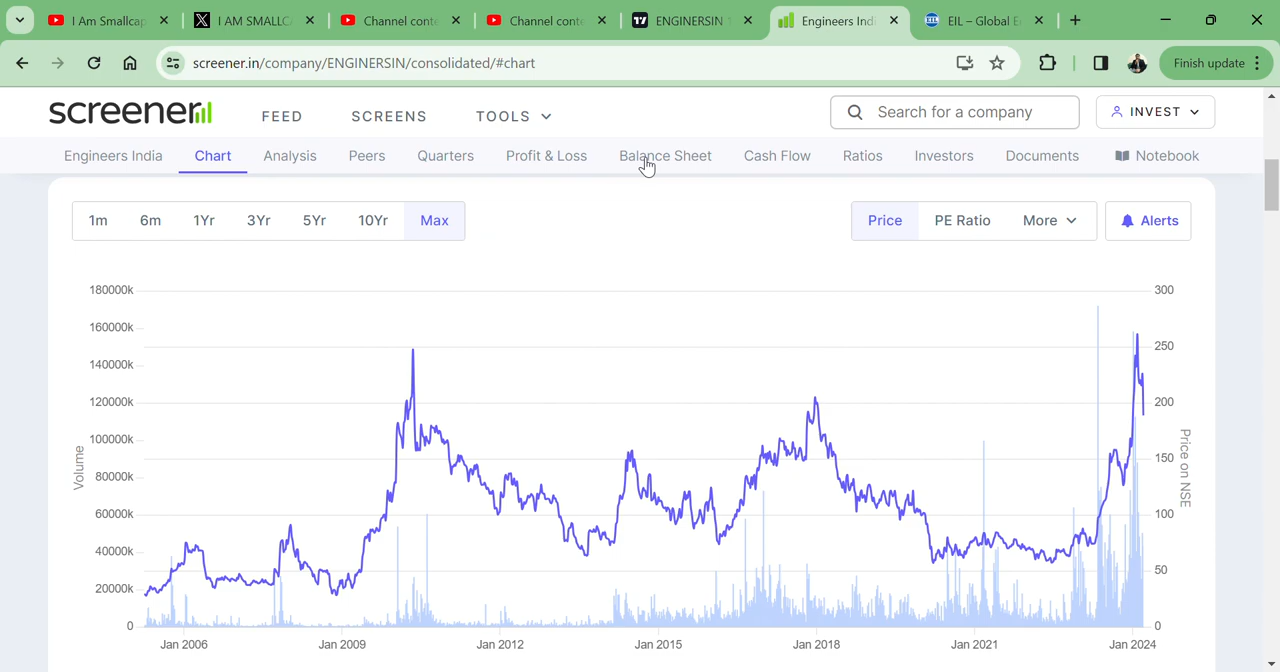 I Am Smallcap
I AM SMALLC
Channel conte
Channel conte
ENGINERSIN
Engineers Indi
EIL – Global E
screener.in/company/ENGINERSIN/consolidated/#chart
Finish update
screener
FEED
SCREENS
TOOLS
Search for a company
INVEST
Engineers India
Chart
Analysis
Peers
Quarters
Profit & Loss
Balance Sheet
Cash Flow
Ratios
Investors
Documents
Notebook
1m
6m
1Yr
3Yr
5Yr
10Yr
Max
Price
PE Ratio
More
Alerts
180000k
160000k
140000k
120000k
100000k
80000k
60000k
40000k
20000k
0
Volume
300
250
200
150
100
50
0
Price on NSE
Jan 2006
Jan 2009
Jan 2012
Jan 2015
Jan 2018
Jan 2021
Jan 2024